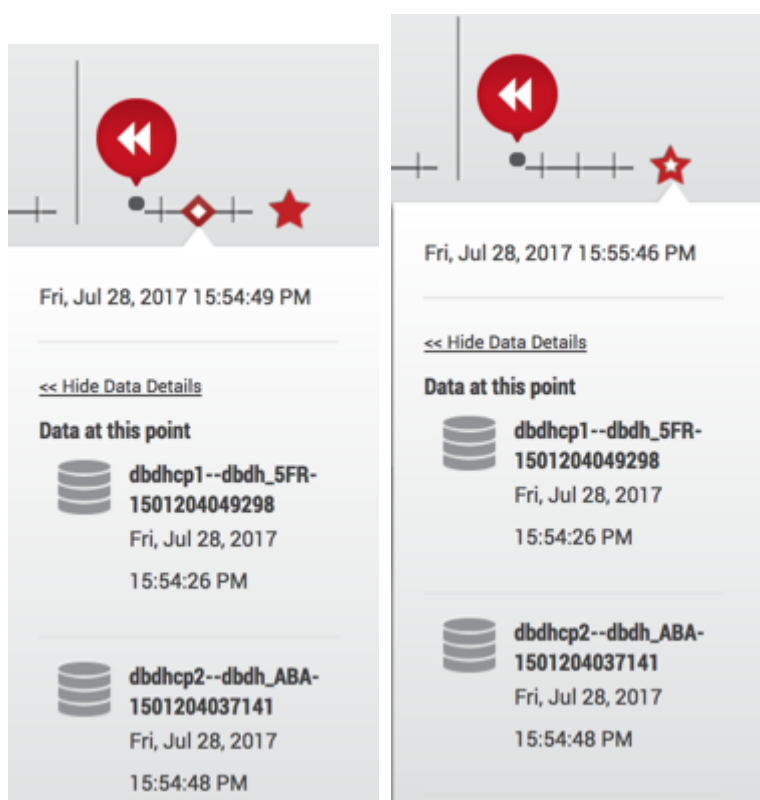 Fri, Jul 28, 2017 15:54:49 PM
<< Hide Data Details
Data at this point
dbdhcp1--dbdh_5FR-
1501204049298
Fri, Jul 28, 2017
15:54:26 PM
dbdhcp2--dbdh_ABA-
1501204037141
Fri, Jul 28, 2017
15:54:48 PM
Fri, Jul 28, 2017 15:55:46 PM
<< Hide Data Details
Data at this point
dbdhcp1--dbdh_5FR-
1501204049298
Fri, Jul 28, 2017
15:54:26 PM
dbdhcp2--dbdh_ABA-
1501204037141
Fri, Jul 28, 2017
15:54:48 PM